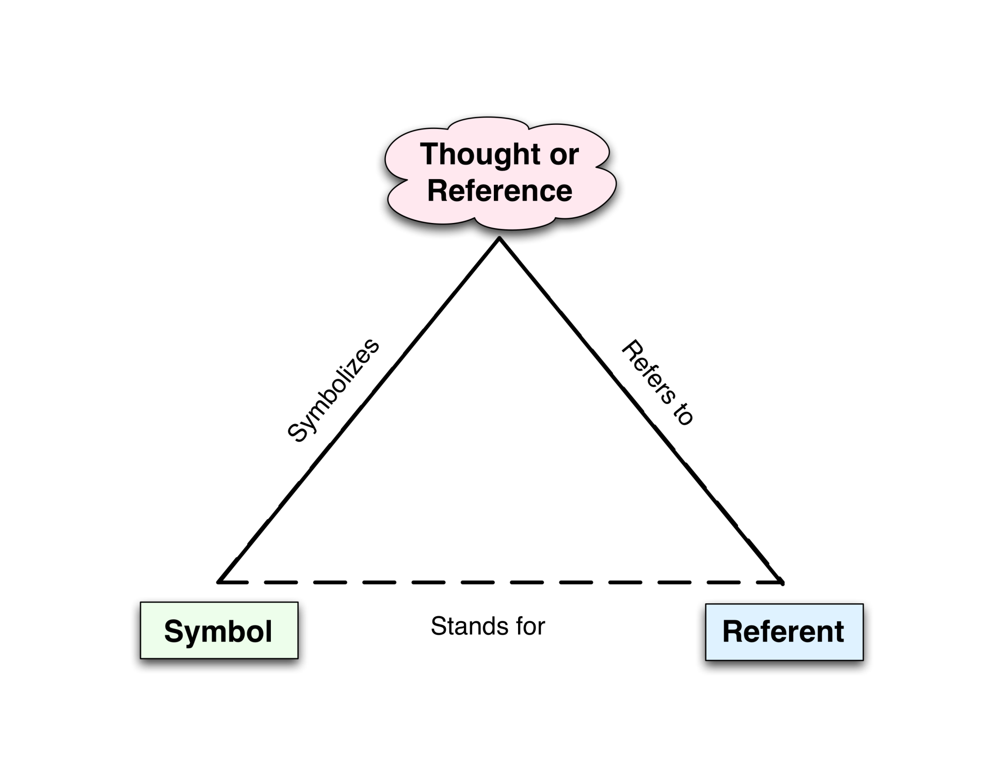 Thought or
Reference
Symbolizes
Refers to
Symbol
Stands for
Referent